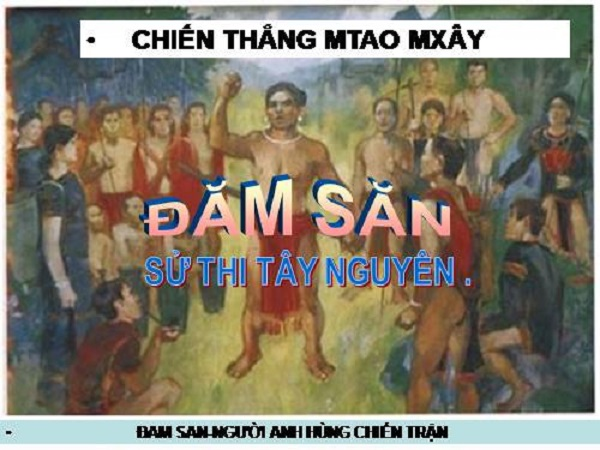 • CHIẾN THẮNG MTAO MXÂY
ĐĂM SĂN
SỬ THI TÂY NGUYÊN .
- ĐAM SAN-NGƯỜI ANH HÙNG CHIẾN TRẬN